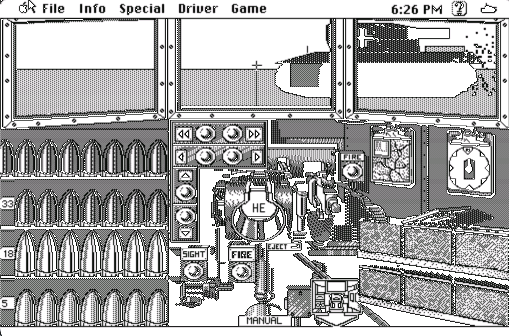 File Info Special Driver Game 6:26 PM ?
FIRE
33
HE
18
SIGHT
FIRE
EJECT
5
MANUAL